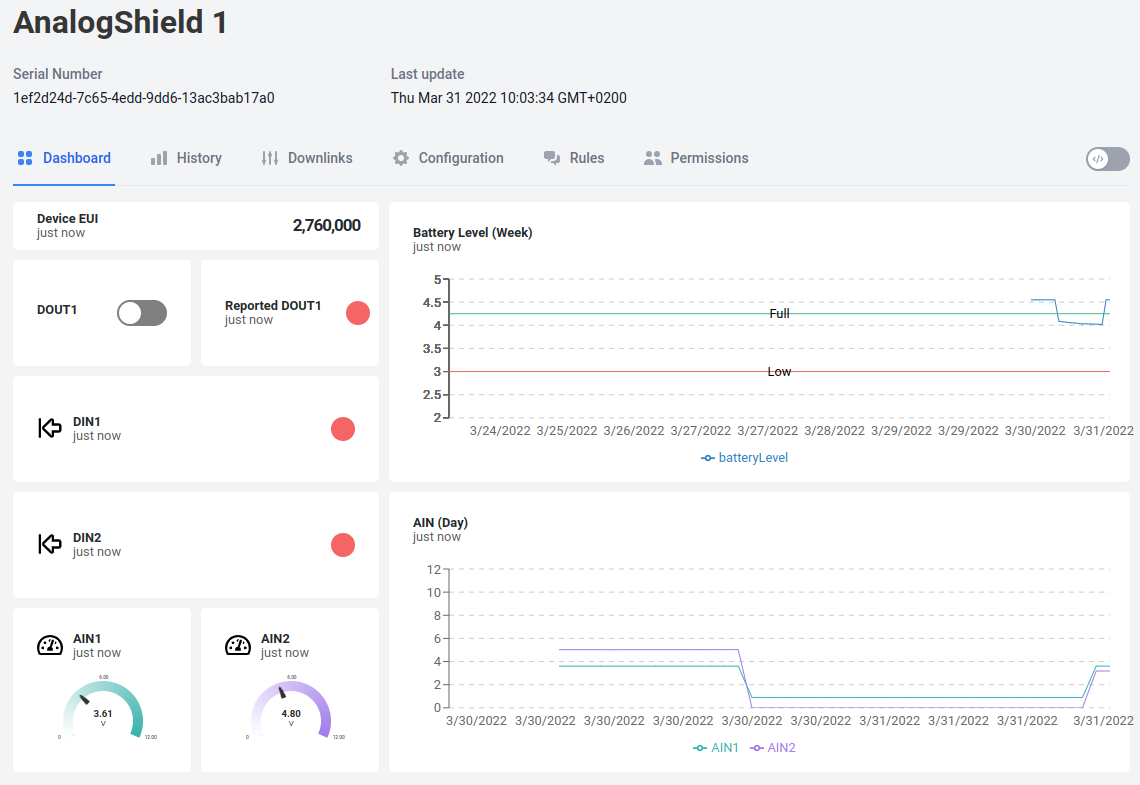 AnalogShield 1
Serial Number
Last update
1ef2d24d-7c65-4edd-9dd6-13ac3bab17a0
Thu Mar 31 2022 10:03:34 GMT+0200
Dashboard
History
Downlinks
Configuration
Rules
Permissions
</>
Device EUI
just now
2,760,000
DOUT1
Reported DOUT1
just now
DIN1
just now
DIN2
just now
AIN1
just now
6.00
3.61
V
0
12.00
AIN2
just now
6.00
4.80
V
0
12.00
Battery Level (Week)
just now
5
4.5
Full
4
3.5
3
Low
2.5
2
3/24/2022 3/25/2022 3/26/2022 3/27/2022 3/27/2022 3/28/2022 3/29/2022 3/29/2022 3/30/2022 3/31/2022
batteryLevel
AIN (Day)
just now
12
10
8
6
4
2
0
3/30/2022 3/30/2022 3/30/2022 3/30/2022 3/30/2022 3/30/2022 3/31/2022 3/31/2022 3/31/2022 3/31/2022
AIN1 AIN2